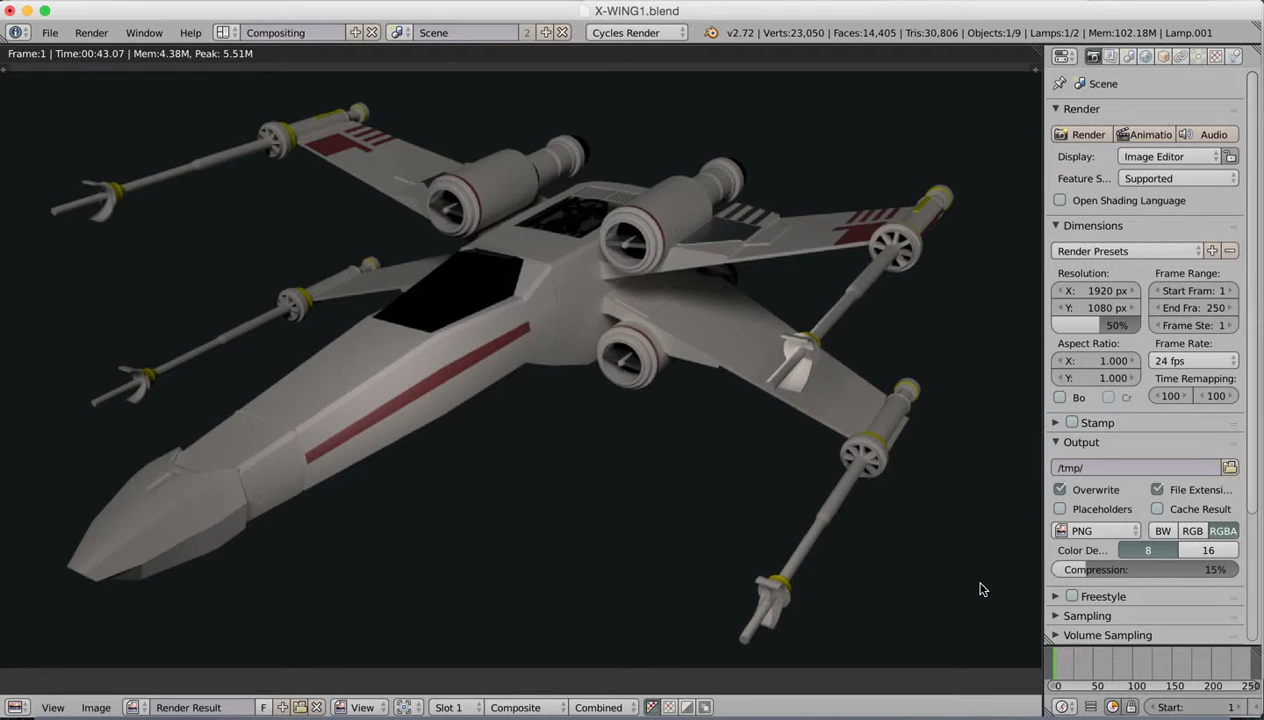 X-WING1.blend
File Render Window Help Compositing Scene 2 Cycles Render v2.72 | Verts:23,050 | Faces:14,405 | Tris:30,806 | Objects:1/9 | Lamps:1/2 | Mem:102.18M | Lamp.001
Frame:1 | Time:00:43.07 | Mem:4.38M, Peak: 5.51M
Scene
Render
Render Animatio Audio
Display: Image Editor
Feature S... Supported
Open Shading Language
Dimensions
Render Presets
Resolution: Frame Range:
X: 1920 px Start Fram: 1
Y: 1080 px End Fra: 250
50% Frame Ste: 1
Aspect Ratio: Frame Rate:
X: 1.000 24 fps
Y: 1.000 Time Remapping:
Bo Cr 100 100
Stamp
Output
/tmp/
Overwrite File Extensi...
Placeholders Cache Result
PNG BW RGB RGBA
Color De... 8 16
Compression: 15%
Freestyle
Sampling
Volume Sampling
0 50 100 150 200 250
View Image Render Result F View Slot 1 Composite Combined Start: 1